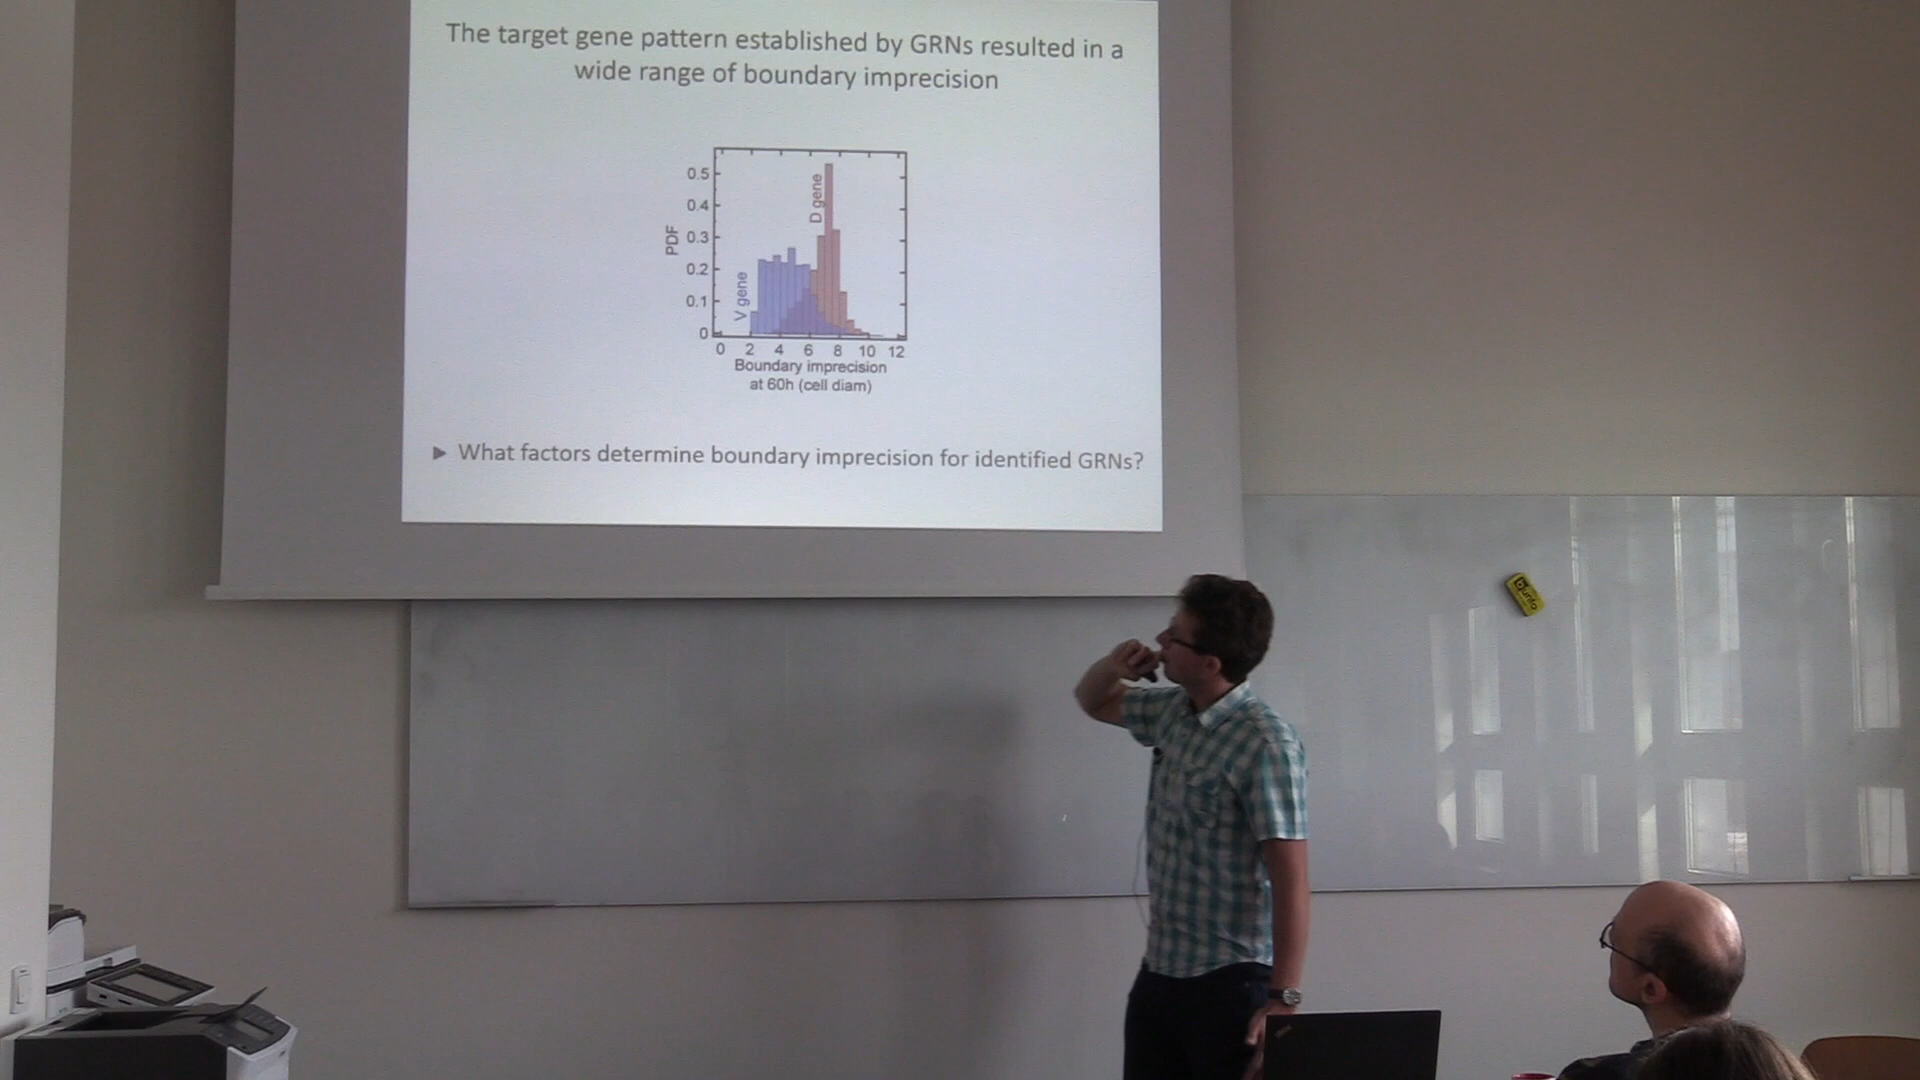 The target gene pattern established by GRNs resulted in a
wide range of boundary imprecision
0.5
0.4
0.3
0.2
0.1
0
PDF
V gene
D gene
0 2 4 6 8 10 12
Boundary imprecision
at 60h (cell diam)
► What factors determine boundary imprecision for identified GRNs?